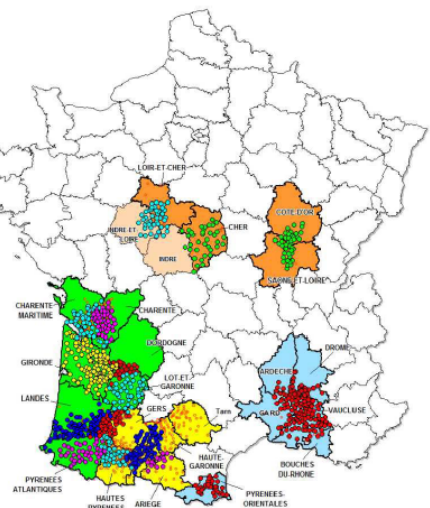 LOIR-ET-CHER
COTE-D'OR
INDRE-ET-
LOIRE
CHER
INDRE
SAONE-ET-LOIRE
CHARENTE-
MARITIME
CHARENTE
DORDOGNE
DROME
GIRONDE
ARDECHE
LOT-ET-
GARONNE
LANDES
GERS
Tarn
GARD
VAUCLUSE
HAUTE-
GARONNE
BOUCHES
DU-RHONE
PYRENEES
ATLANTIQUES
HAUTES
PYRENEES
ARIEGE
PYRENEES-
ORIENTALES